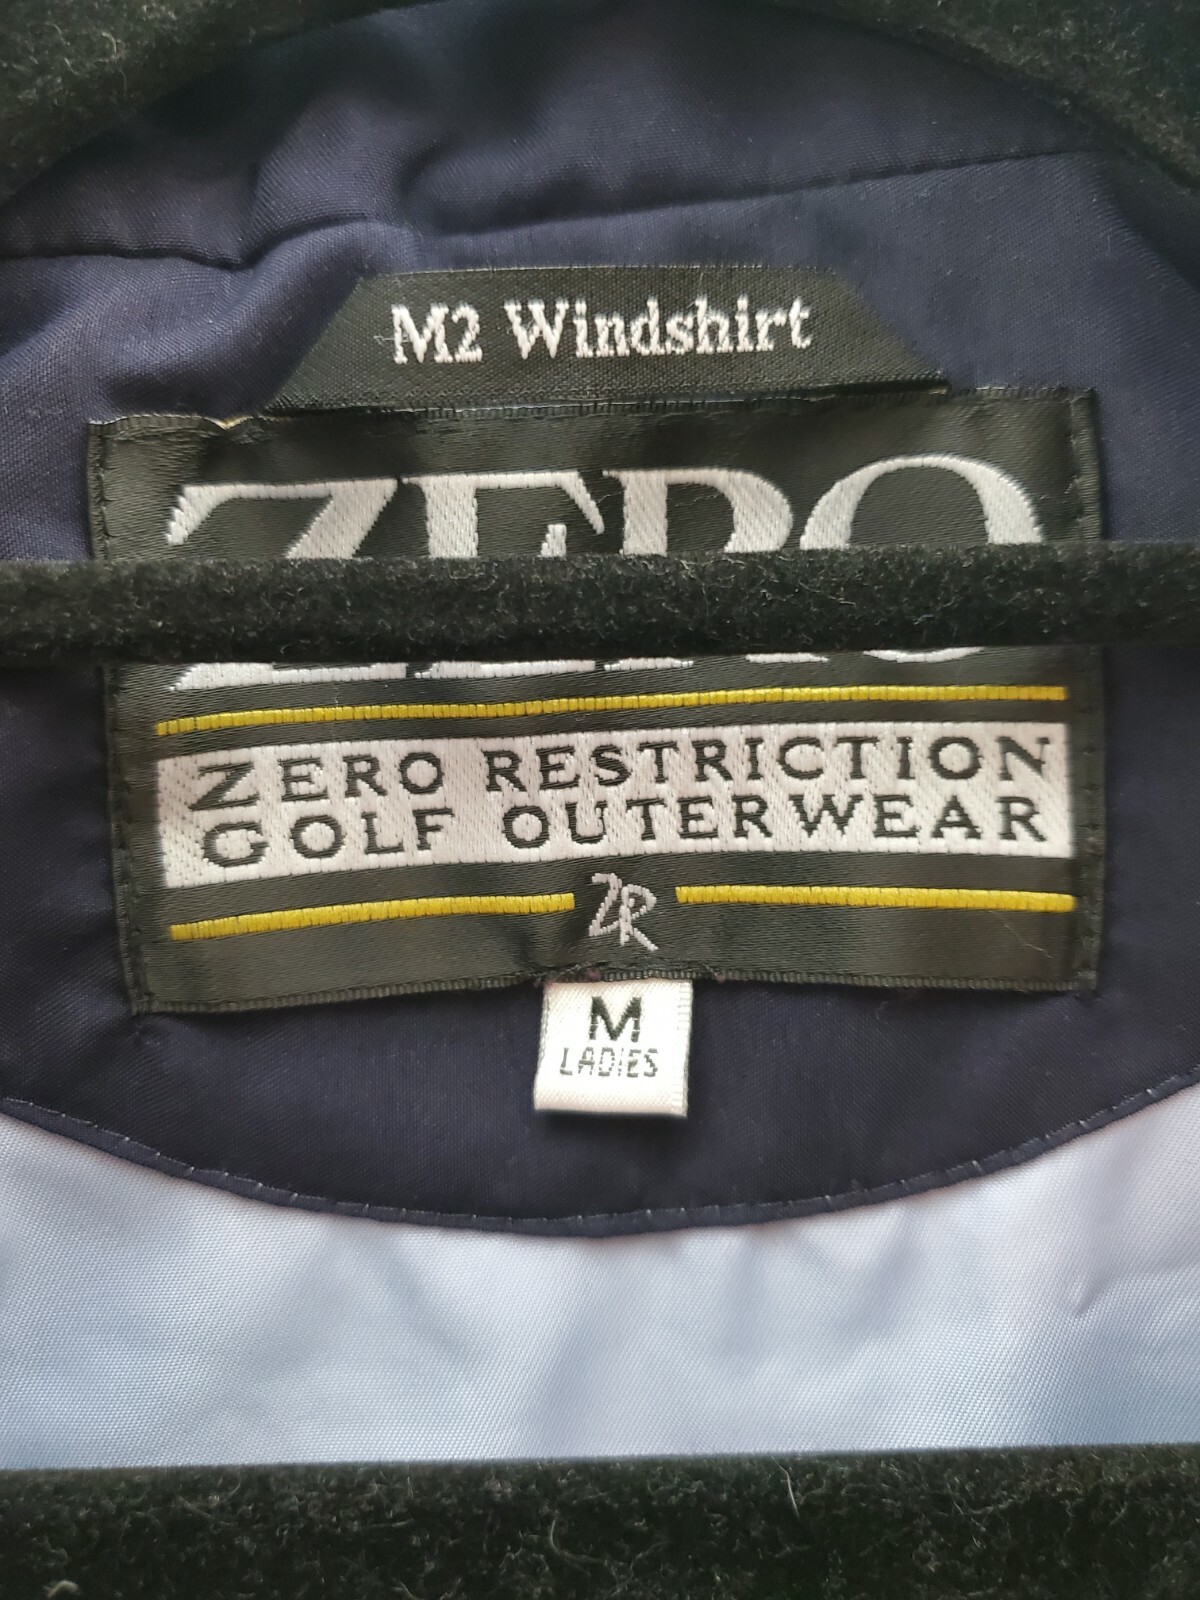 M2 Windshirt
ZERO
ZERO RESTRICTION
GOLF OUTERWEAR
ZR
M
LADIES